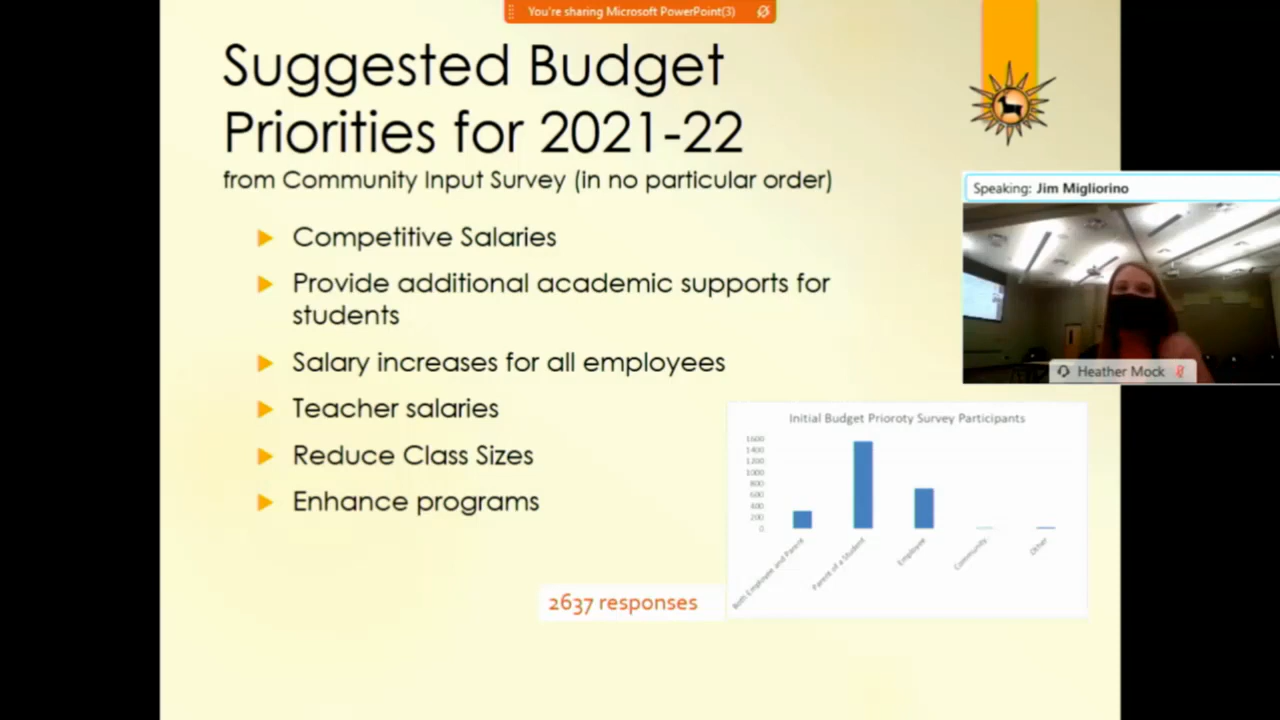 You're sharing Microsoft PowerPoint(3)
Suggested Budget
Priorities for 2021-22
from Community Input Survey (in no particular order)
Speaking: Jim Migliorino
Heather Mock
Competitive Salaries
Provide additional academic supports for
students
Salary increases for all employees
Teacher salaries
Reduce Class Sizes
Enhance programs
Initial Budget Prioroty Survey Participants
1600
1400
1200
1000
800
600
400
200
0
Both Employee and Parent
Parent of a Student
Employee
Community
Other
2637 responses